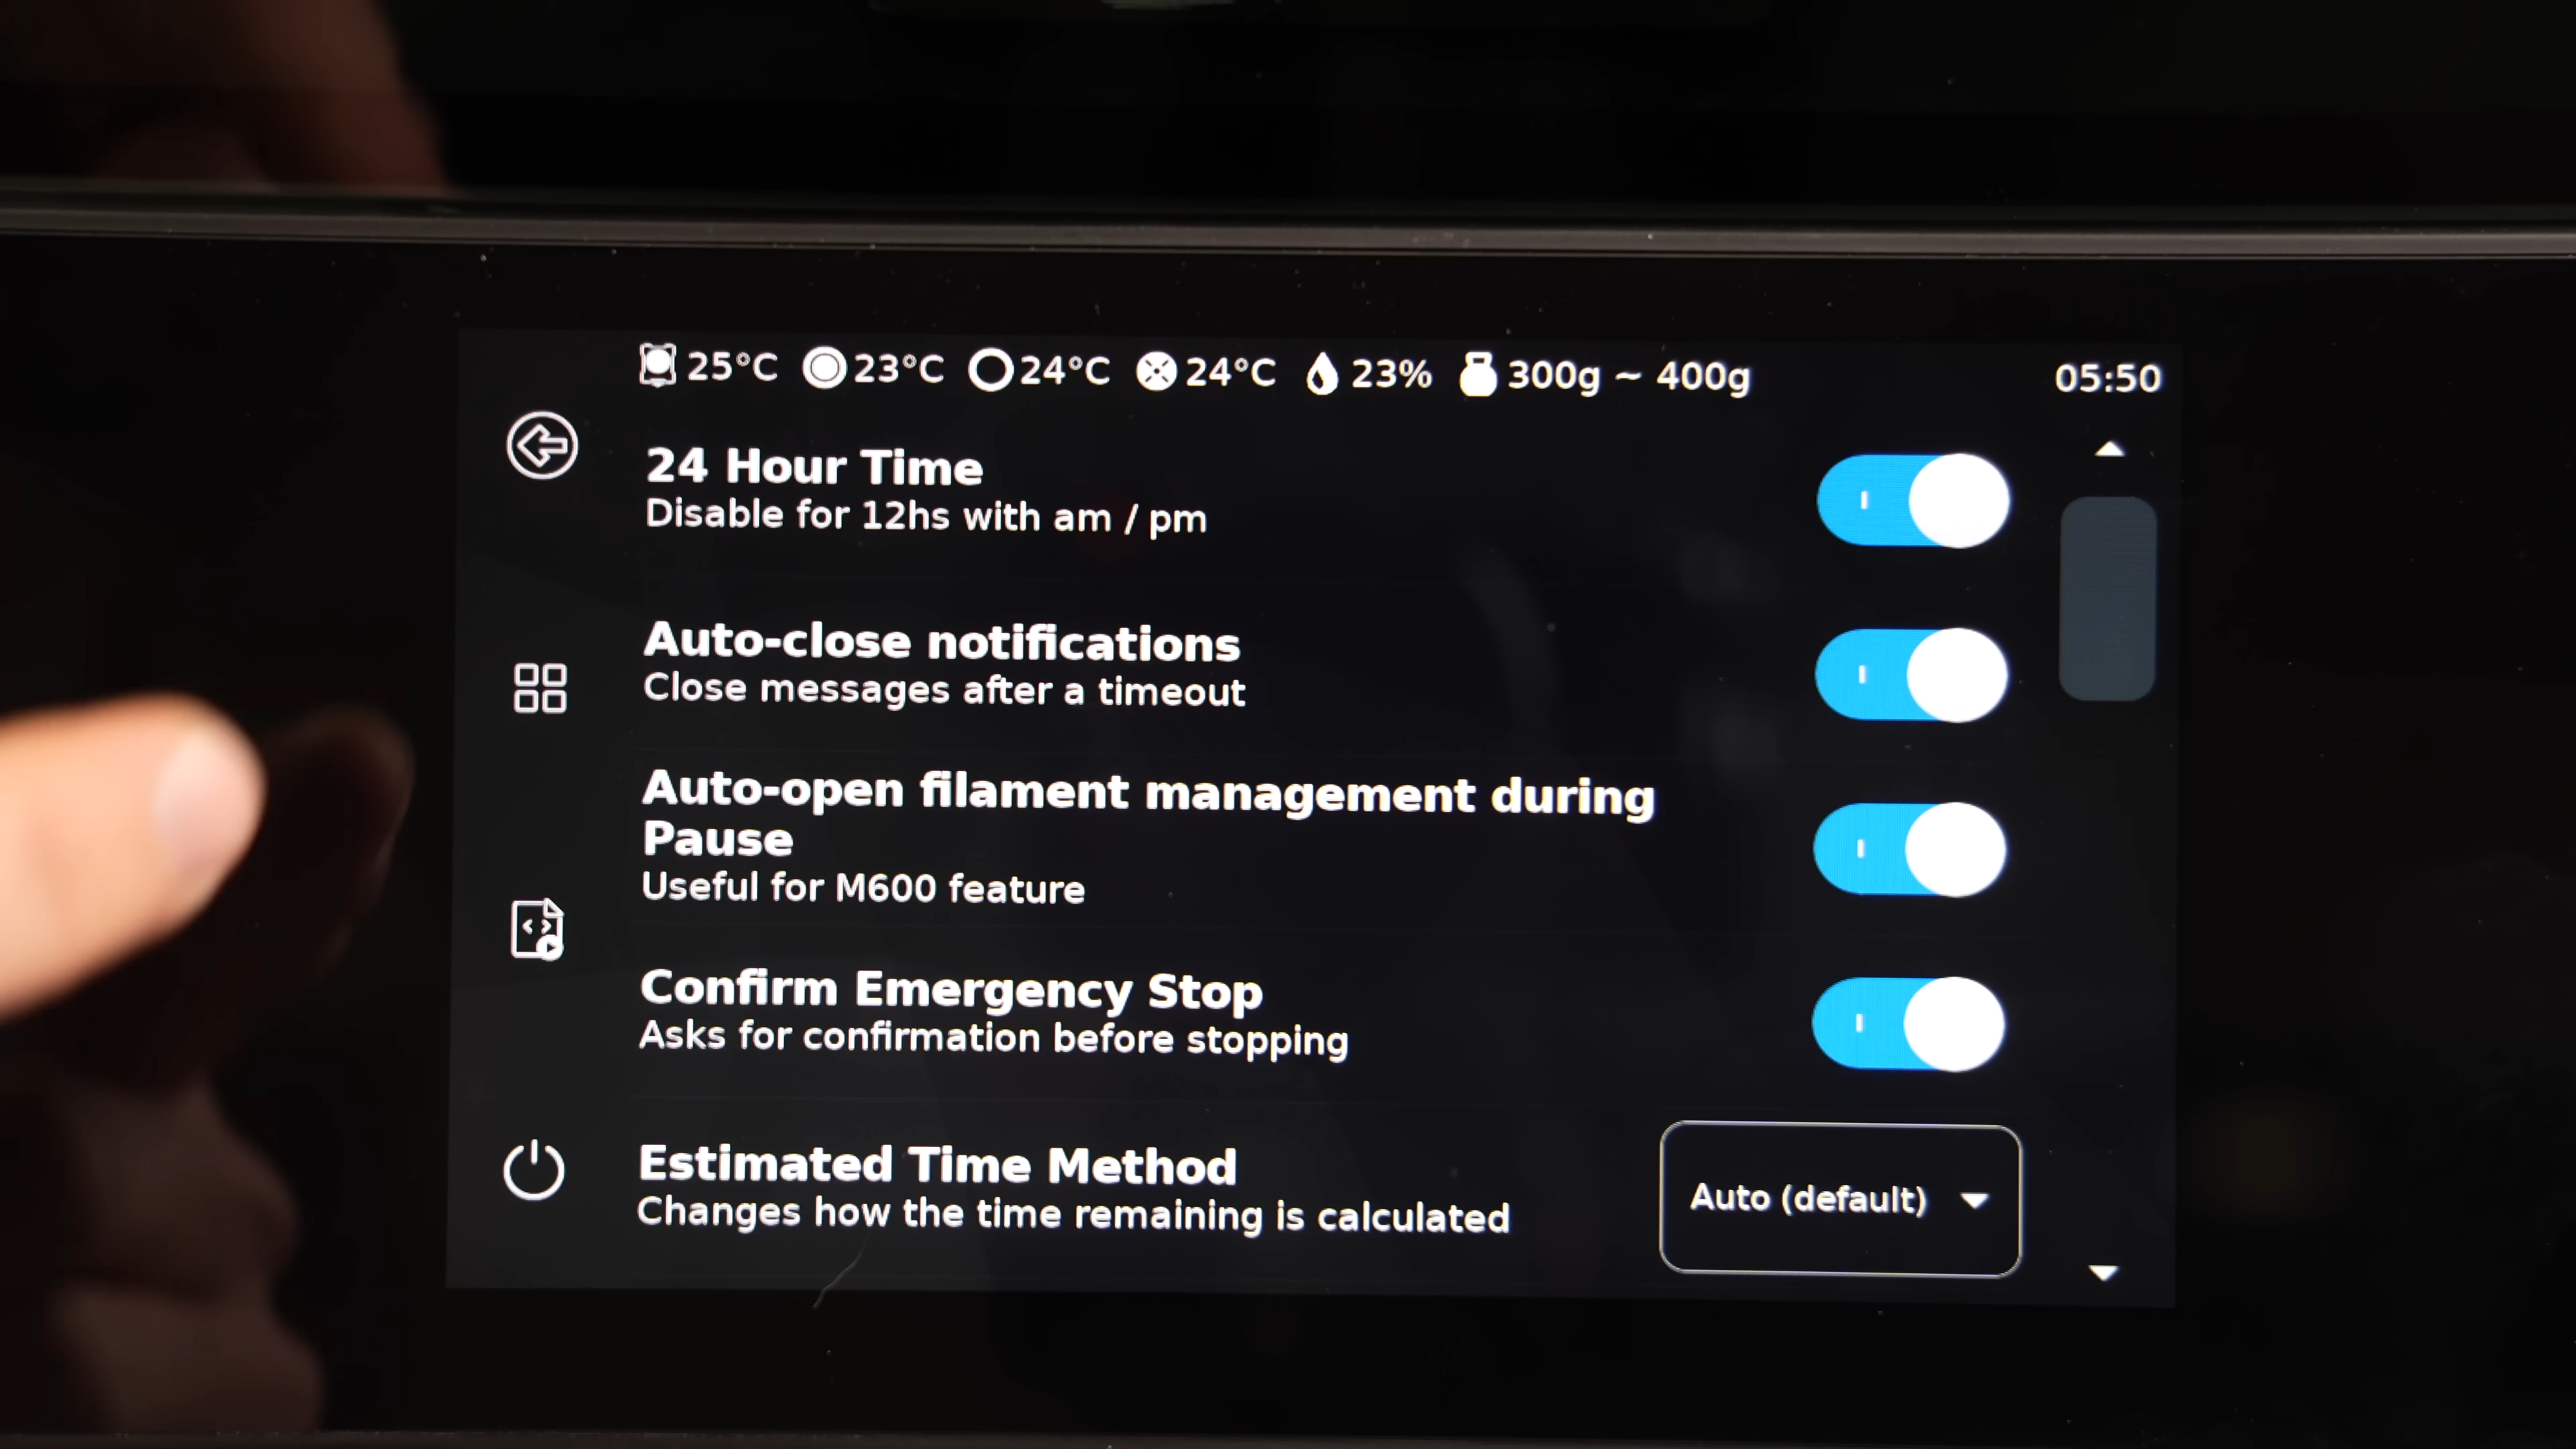 25°C 23°C 24°C 24°C 23% 300g ~ 400g 05:50
24 Hour Time
Disable for 12hs with am / pm
Auto-close notifications
Close messages after a timeout
Auto-open filament management during
Pause
Useful for M600 feature
Confirm Emergency Stop
Asks for confirmation before stopping
Estimated Time Method
Changes how the time remaining is calculated
Auto (default)